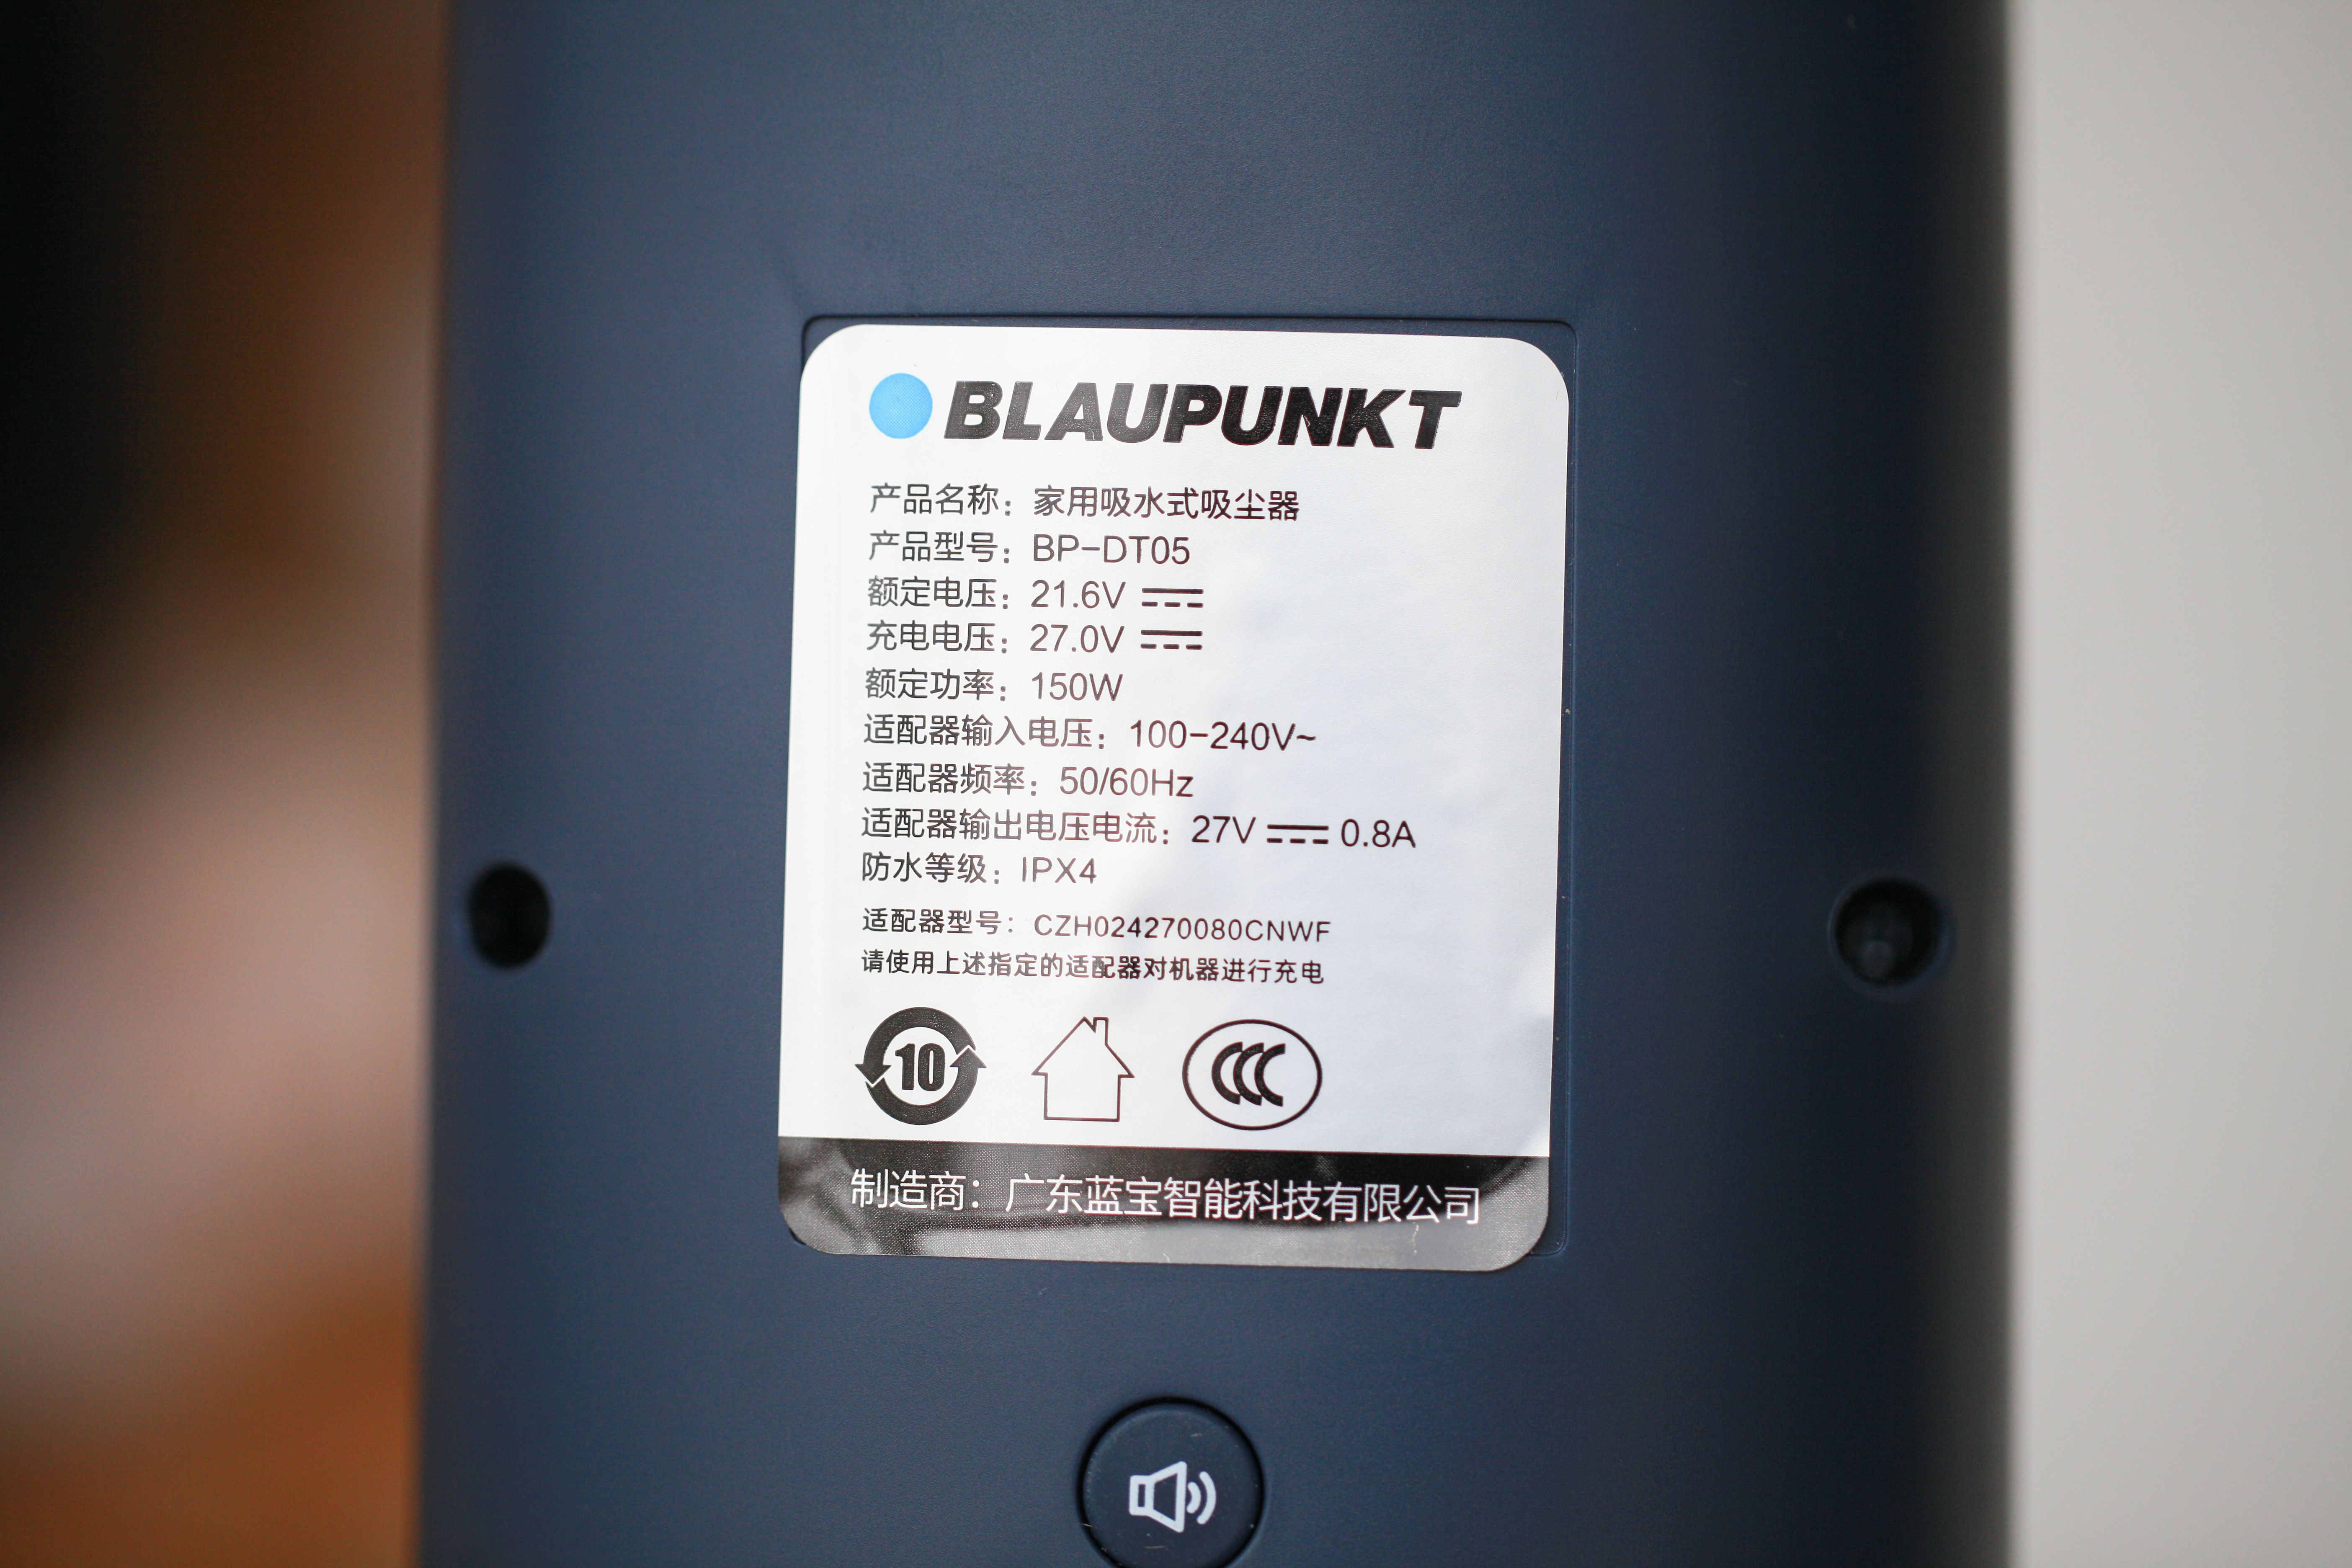 BLAUPUNKT
产品名称：家用吸水式吸尘器
产品型号：BP-DT05
额定电压：21.6V
充电电压：27.0V
额定功率：150W
适配器输入电压：100-240V~
适配器频率：50/60Hz
适配器输出电压电流：27V 0.8A
防水等级：IPX4
适配器型号：CZH024270080CNWF
请使用上述指定的适配器对机器进行充电
10
CCC
制造商：广东蓝宝智能科技有限公司